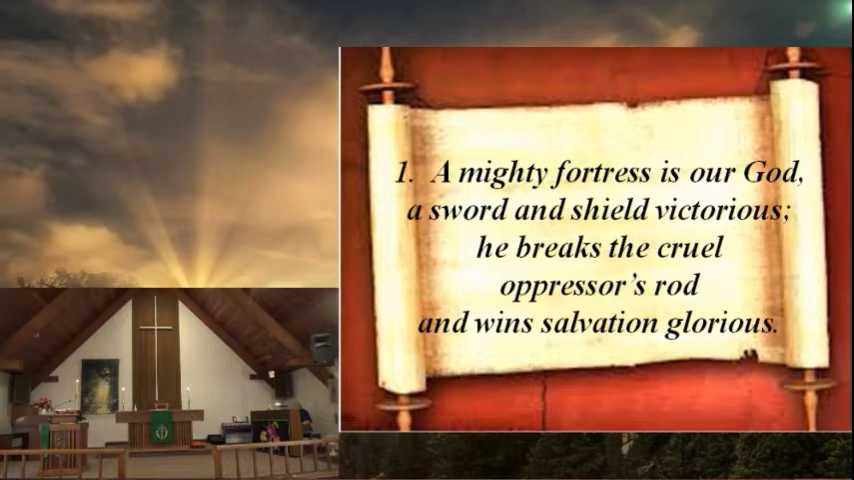 1. A mighty fortress is our God,
a sword and shield victorious;
he breaks the cruel
oppressor's rod
and wins salvation glorious.